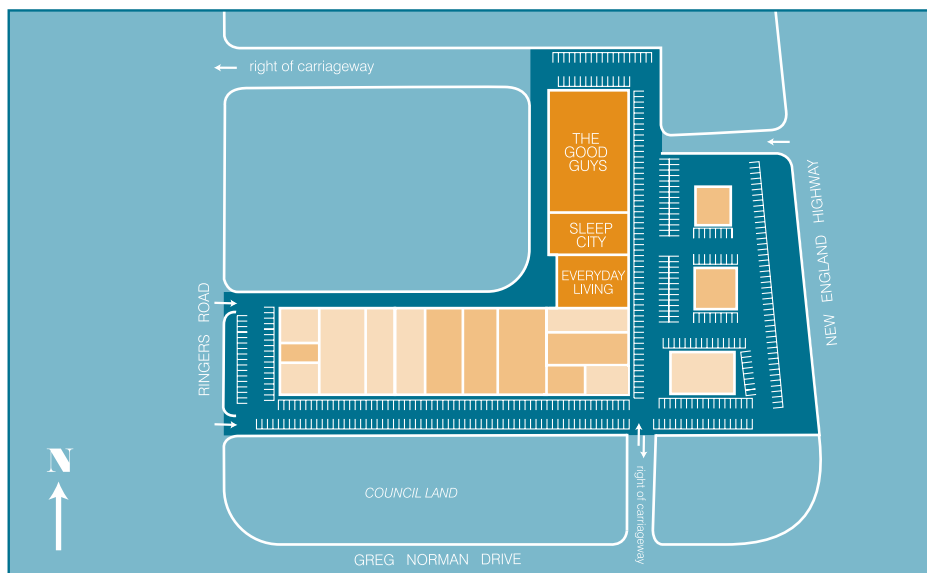 right of carriageway
THE
GOOD
GUYS
SLEEP
CITY
EVERYDAY
LIVING
NEW ENGLAND HIGHWAY
RINGERS ROAD
N
COUNCIL LAND
right of carriageway
GREG NORMAN DRIVE